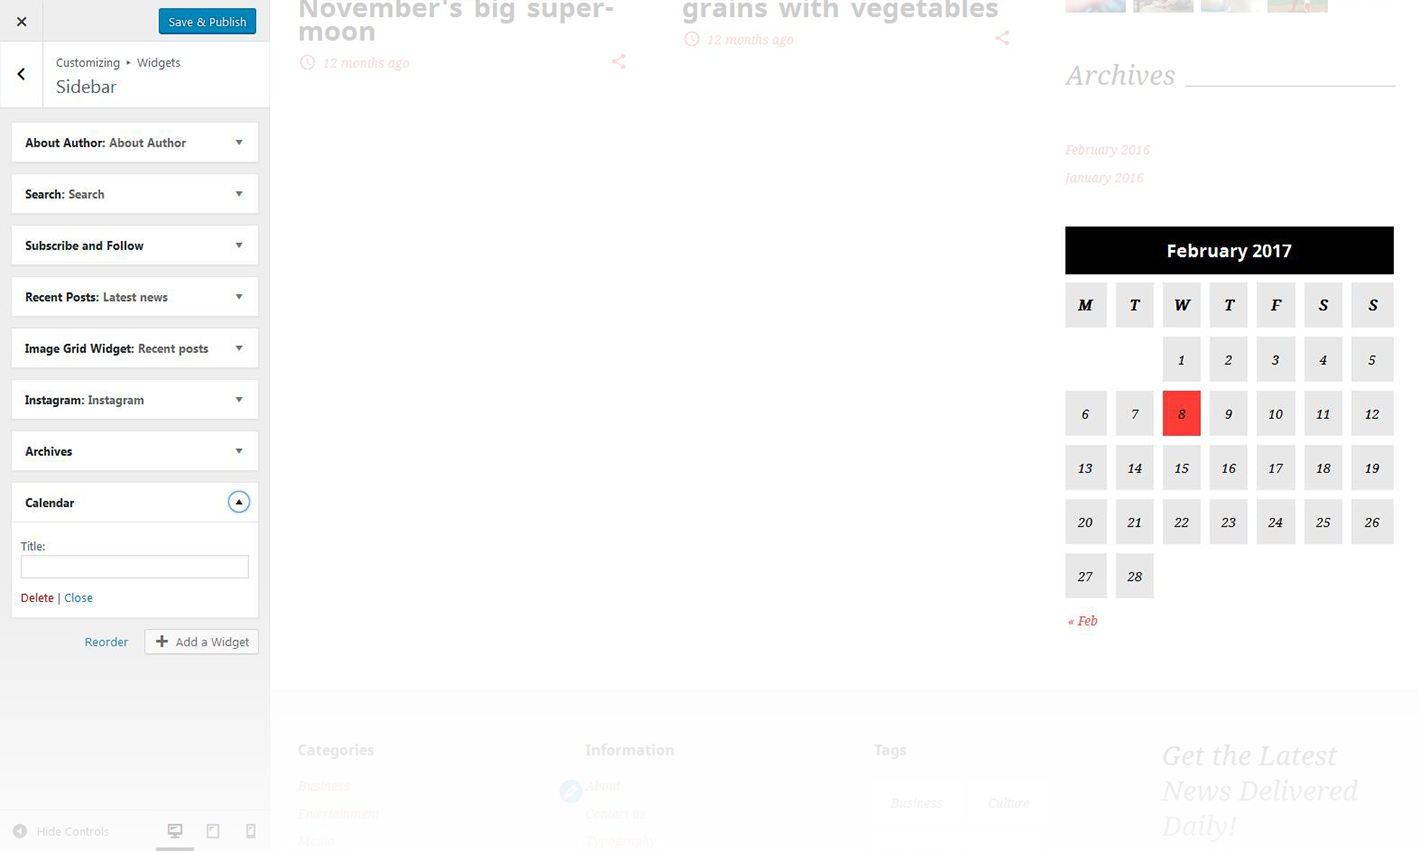 Save & Publish
Customizing ▸ Widgets
Sidebar
About Author: About Author
Search: Search
Subscribe and Follow
Recent Posts: Latest news
Image Grid Widget: Recent posts
Instagram: Instagram
Archives
Calendar
Title:
Delete | Close
Reorder
Add a Widget
Hide Controls
November's big super-
moon
12 months ago
grains with vegetables
12 months ago
Archives
February 2016
January 2016
February 2017
M T W T F S S
1 2 3 4 5
6 7 8 9 10 11 12
13 14 15 16 17 18 19
20 21 22 23 24 25 26
27 28
« Feb
Categories
Business
Entertainment
Media
Information
About
Contact us
Typography
Tags
Business Culture
Get the Latest
News Delivered
Daily!